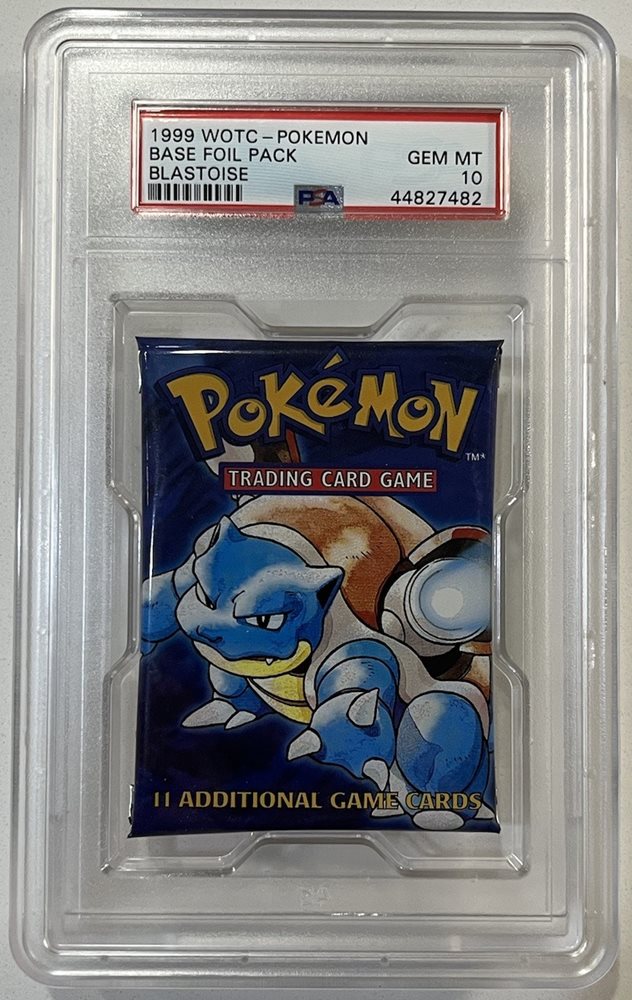 1999 WOTC-POKEMON
BASE FOIL PACK GEM MT
BLASTOISE 10
PSA 44827482
POKéMON
TM*
TRADING CARD GAME
11 ADDITIONAL GAME CARDS